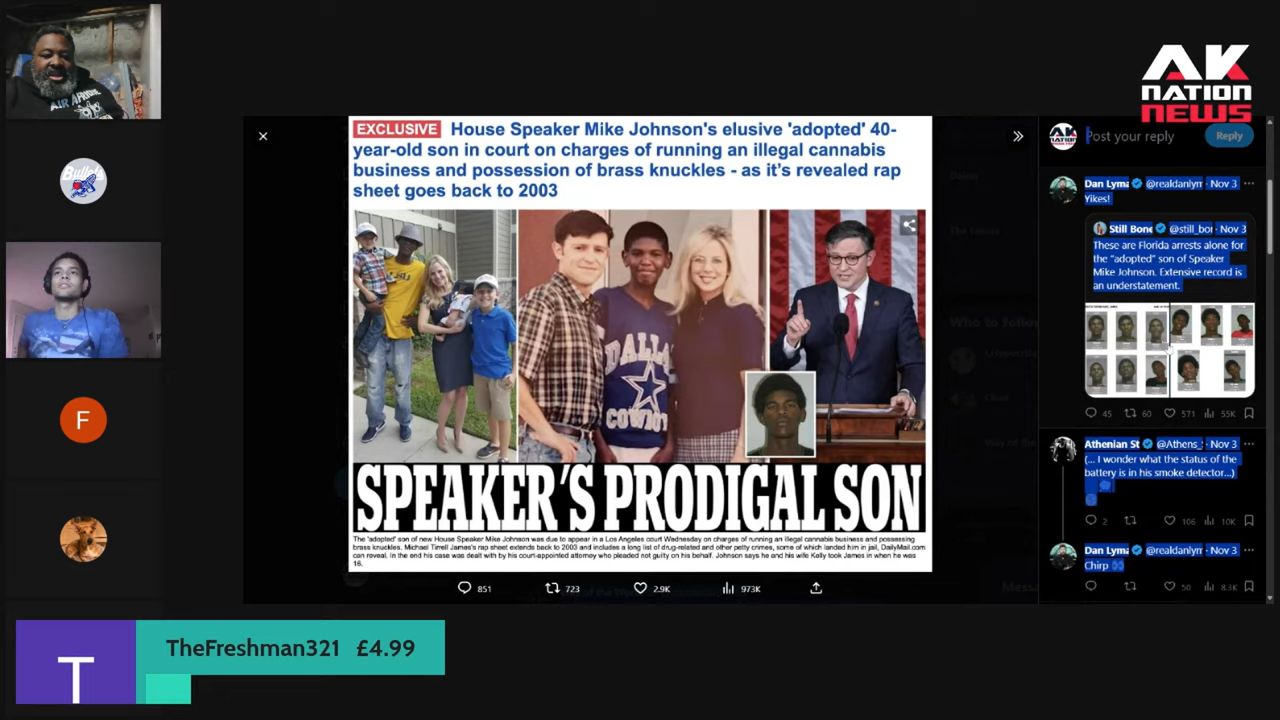 AIR AFRIQUE
Bullets
F
AK
NATION
NEWS
EXCLUSIVE House Speaker Mike Johnson's elusive 'adopted' 40-
year-old son in court on charges of running an illegal cannabis
business and possession of brass knuckles - as it's revealed rap
sheet goes back to 2003
DALLAS
COWBOYS
SPEAKER'S PRODIGAL SON
The 'adopted' son of new House Speaker Mike Johnson was due to appear in a Los Angeles court Wednesday on charges of running an illegal cannabis business and possessing
brass knuckles. Michael Tirrell James's rap sheet extends back to 2003 and includes a long list of drug-related and other petty crimes, some of which landed him in jail, DailyMail.com
can reveal. In the end his case was dealt with by his court-appointed attorney who pleaded not guilty on his behalf. Johnson says he and his wife Kelly took James in when he was
16.
851 723 2.9K 973K
Post your reply Reply
Dan Lyma @realdanlym · Nov 3 ...
Yikes!
Still Bone @still_bor · Nov 3
These are Florida arrests alone for
the "adopted" son of Speaker
Mike Johnson. Extensive record is
an understatement.
45 60 571 55K
Athenian St @Athens_ · Nov 3 ...
(... I wonder what the status of the
battery is in his smoke detector...)
2 106 10K
Dan Lyma @realdanlym · Nov 3 ...
Chirp
50 8.3K
Who to follow
T
TheFreshman321 £4.99